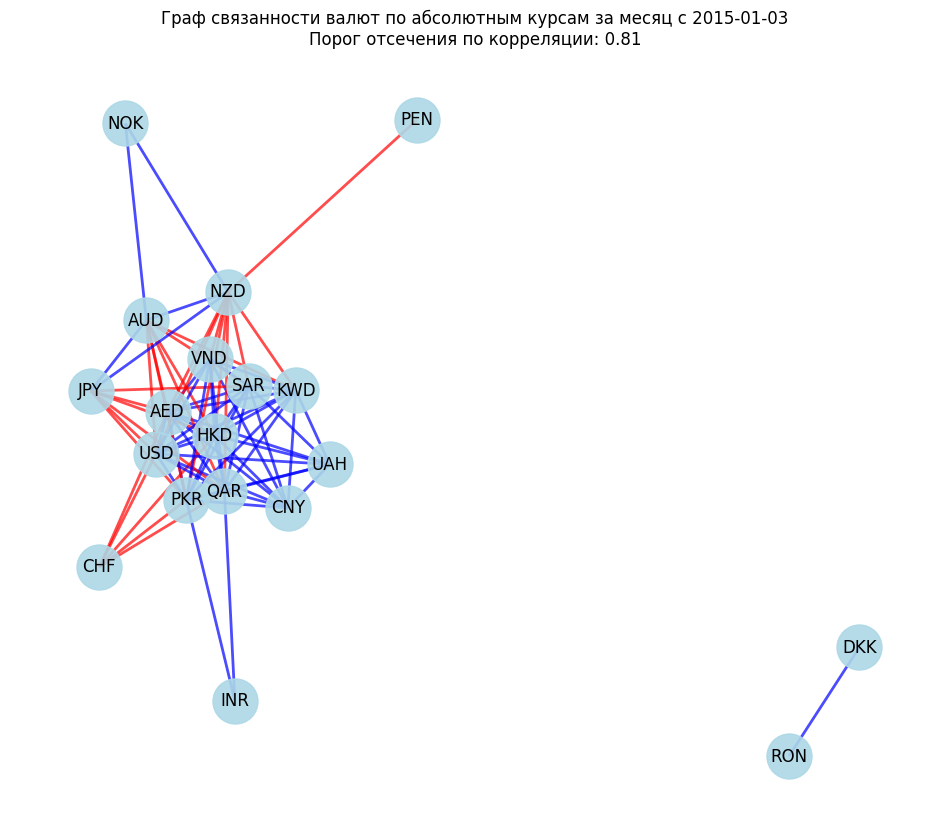 Граф связанности валют по абсолютным курсам за месяц с 2015-01-03
Порог отсечения по корреляции: 0.81
NOK
PEN
NZD
AUD
VND
SAR
KWD
JPY
AED
HKD
USD
UAH
QAR
PKR
CNY
CHF
DKK
INR
RON